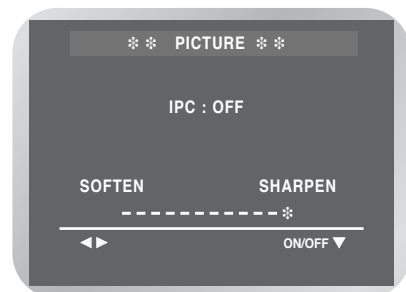 ❇ ❇ PICTURE ❇ ❇
IPC : OFF
SOFTEN SHARPEN
– – – – – – – – – – – ❇
◀ ▶ ON/OFF ▼